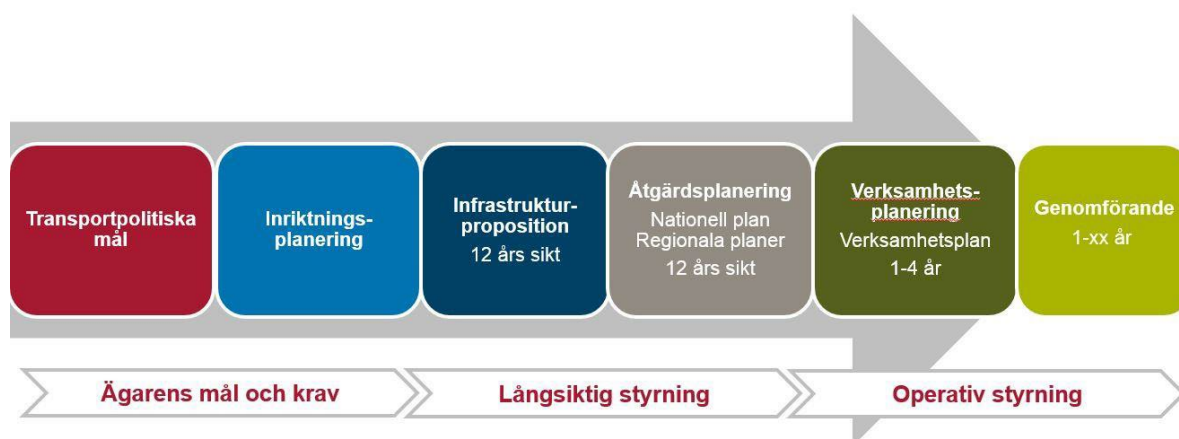 Transportpolitiska
mål
Inriktnings-
planering
Infrastruktur-
proposition
12 års sikt
Åtgärdsplanering
Nationell plan
Regionala planer
12 års sikt
Verksamhets-
planering
Verksamhetsplan
1-4 år
Genomförande
1-xx år
Ägarens mål och krav
Långsiktig styrning
Operativ styrning